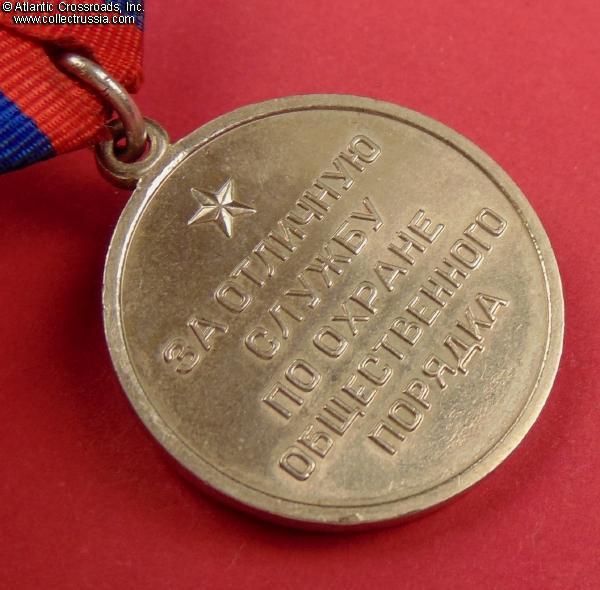 © Atlantic Crossroads, Inc.
www.collectrussia.com
ЗА ОТЛИЧНУЮ
СЛУЖБУ
ПО ОХРАНЕ
ОБЩЕСТВЕННОГО
ПОРЯДКА